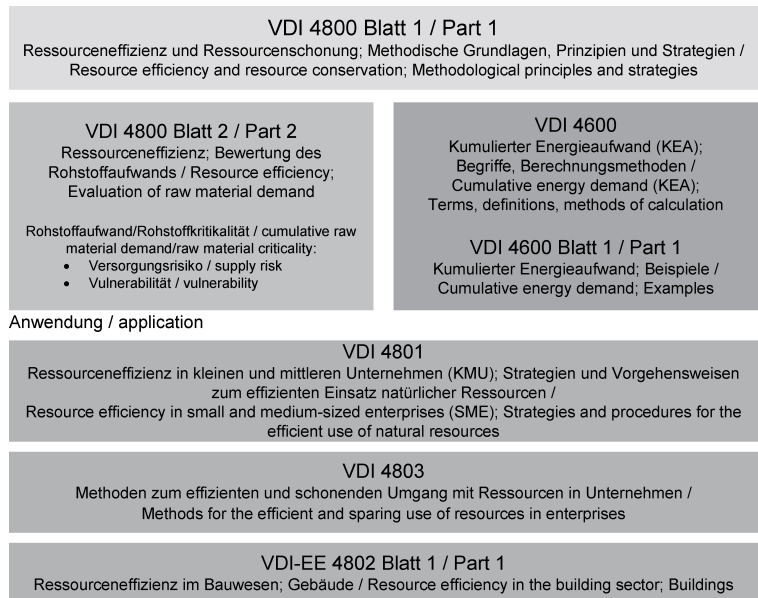 VDI 4800 Blatt 1 / Part 1
Ressourceneffizienz und Ressourcenschonung; Methodische Grundlagen, Prinzipien und Strategien /
Resource efficiency and resource conservation; Methodological principles and strategies
VDI 4800 Blatt 2 / Part 2
Ressourceneffizienz; Bewertung des
Rohstoffaufwands / Resource efficiency;
Evaluation of raw material demand
Rohstoffaufwand/Rohstoffkritikalität / cumulative raw
material demand/raw material criticality:
• Versorgungsrisiko / supply risk
• Vulnerabilität / vulnerability
VDI 4600
Kumulierter Energieaufwand (KEA);
Begriffe, Berechnungsmethoden /
Cumulative energy demand (KEA);
Terms, definitions, methods of calculation
VDI 4600 Blatt 1 / Part 1
Kumulierter Energieaufwand; Beispiele /
Cumulative energy demand; Examples
Anwendung / application
VDI 4801
Ressourceneffizienz in kleinen und mittleren Unternehmen (KMU); Strategien und Vorgehensweisen
zum effizienten Einsatz natürlicher Ressourcen /
Resource efficiency in small and medium-sized enterprises (SME); Strategies and procedures for the
efficient use of natural resources
VDI 4803
Methoden zum effizienten und schonenden Umgang mit Ressourcen in Unternehmen /
Methods for the efficient and sparing use of resources in enterprises
VDI-EE 4802 Blatt 1 / Part 1
Ressourceneffizienz im Bauwesen; Gebäude / Resource efficiency in the building sector; Buildings